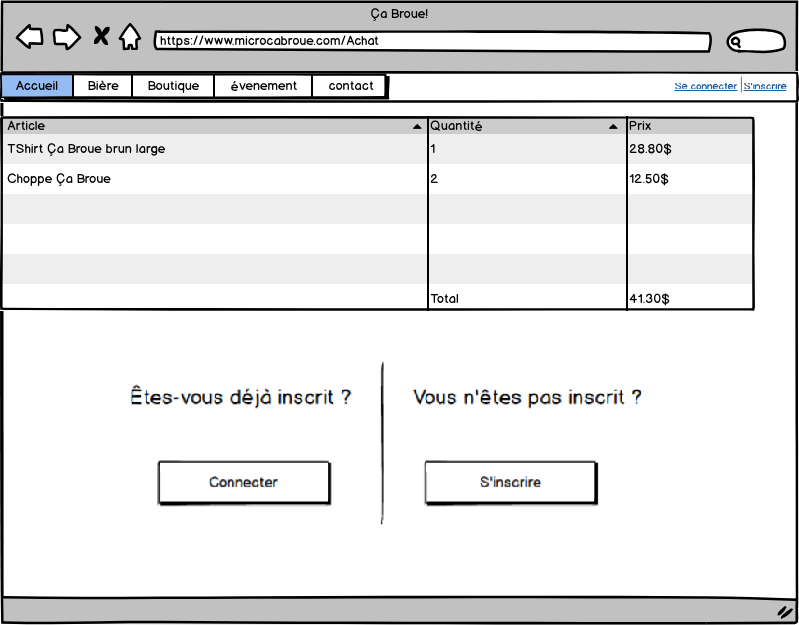 Ça Broue!
https://www.microcabroue.com/Achat
Accueil Bière Boutique évenement contact Se connecter S'inscrire
Article Quantité Prix
TShirt Ça Broue brun large 1 28.80$
Choppe Ça Broue 2 12.50$
Total 41.30$
Êtes-vous déjà inscrit ? Vous n'êtes pas inscrit ?
Connecter S'inscrire